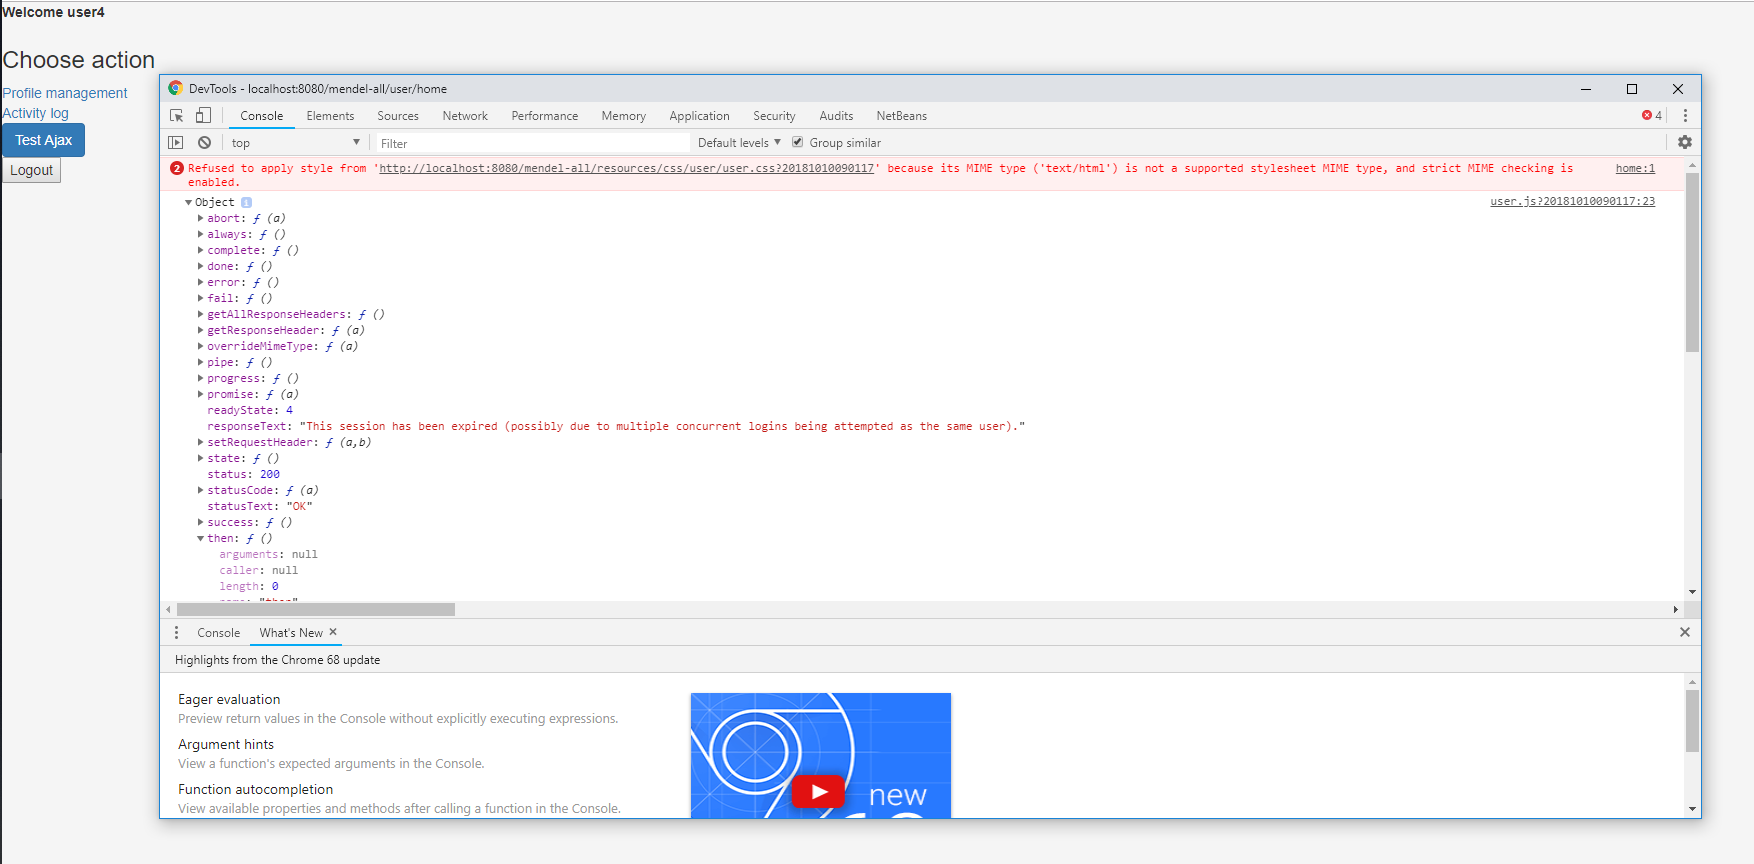 Welcome user4
Choose action
Profile management
Activity log
Test Ajax
Logout
DevTools - localhost:8080/mendel-all/user/home
Console Elements Sources Network Performance Memory Application Security Audits NetBeans 4
top Filter Default levels Group similar
2 Refused to apply style from 'http://localhost:8080/mendel-all/resources/css/user/user.css?20181010090117' because its MIME type ('text/html') is not a supported stylesheet MIME type, and strict MIME checking is home:1
enabled.
Object i user.js?20181010090117:23
abort: ƒ (a)
always: ƒ ()
complete: ƒ ()
done: ƒ ()
error: ƒ ()
fail: ƒ ()
getAllResponseHeaders: ƒ ()
getResponseHeader: ƒ (a)
overrideMimeType: ƒ (a)
pipe: ƒ ()
progress: ƒ ()
promise: ƒ (a)
readyState: 4
responseText: "This session has been expired (possibly due to multiple concurrent logins being attempted as the same user)."
setRequestHeader: ƒ (a,b)
state: ƒ ()
status: 200
statusCode: ƒ (a)
statusText: "OK"
success: ƒ ()
then: ƒ ()
arguments: null
caller: null
length: 0
Console What's New
Highlights from the Chrome 68 update
Eager evaluation
Preview return values in the Console without explicitly executing expressions.
Argument hints
View a function's expected arguments in the Console.
Function autocompletion
View available properties and methods after calling a function in the Console.
new